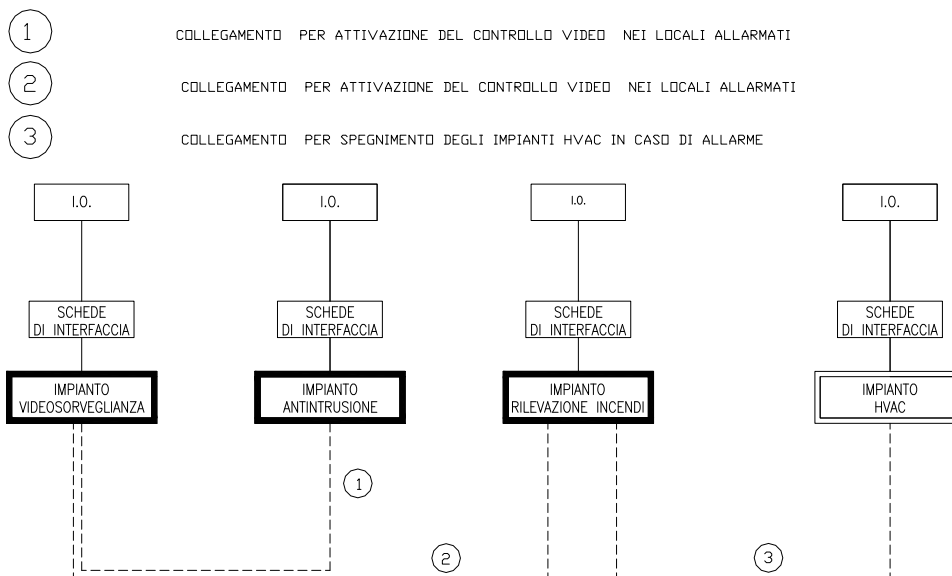 1
COLLEGAMENTO PER ATTIVAZIONE DEL CONTROLLO VIDEO NEI LOCALI ALLARMATI
2
COLLEGAMENTO PER ATTIVAZIONE DEL CONTROLLO VIDEO NEI LOCALI ALLARMATI
3
COLLEGAMENTO PER SPEGNIMENTO DEGLI IMPIANTI HVAC IN CASO DI ALLARME
I.O.
I.O.
I.O.
I.O.
SCHEDE
DI INTERFACCIA
SCHEDE
DI INTERFACCIA
SCHEDE
DI INTERFACCIA
SCHEDE
DI INTERFACCIA
IMPIANTO
VIDEOSORVEGLIANZA
IMPIANTO
ANTINTRUSIONE
IMPIANTO
RILEVAZIONE INCENDI
IMPIANTO
HVAC
1
2
3